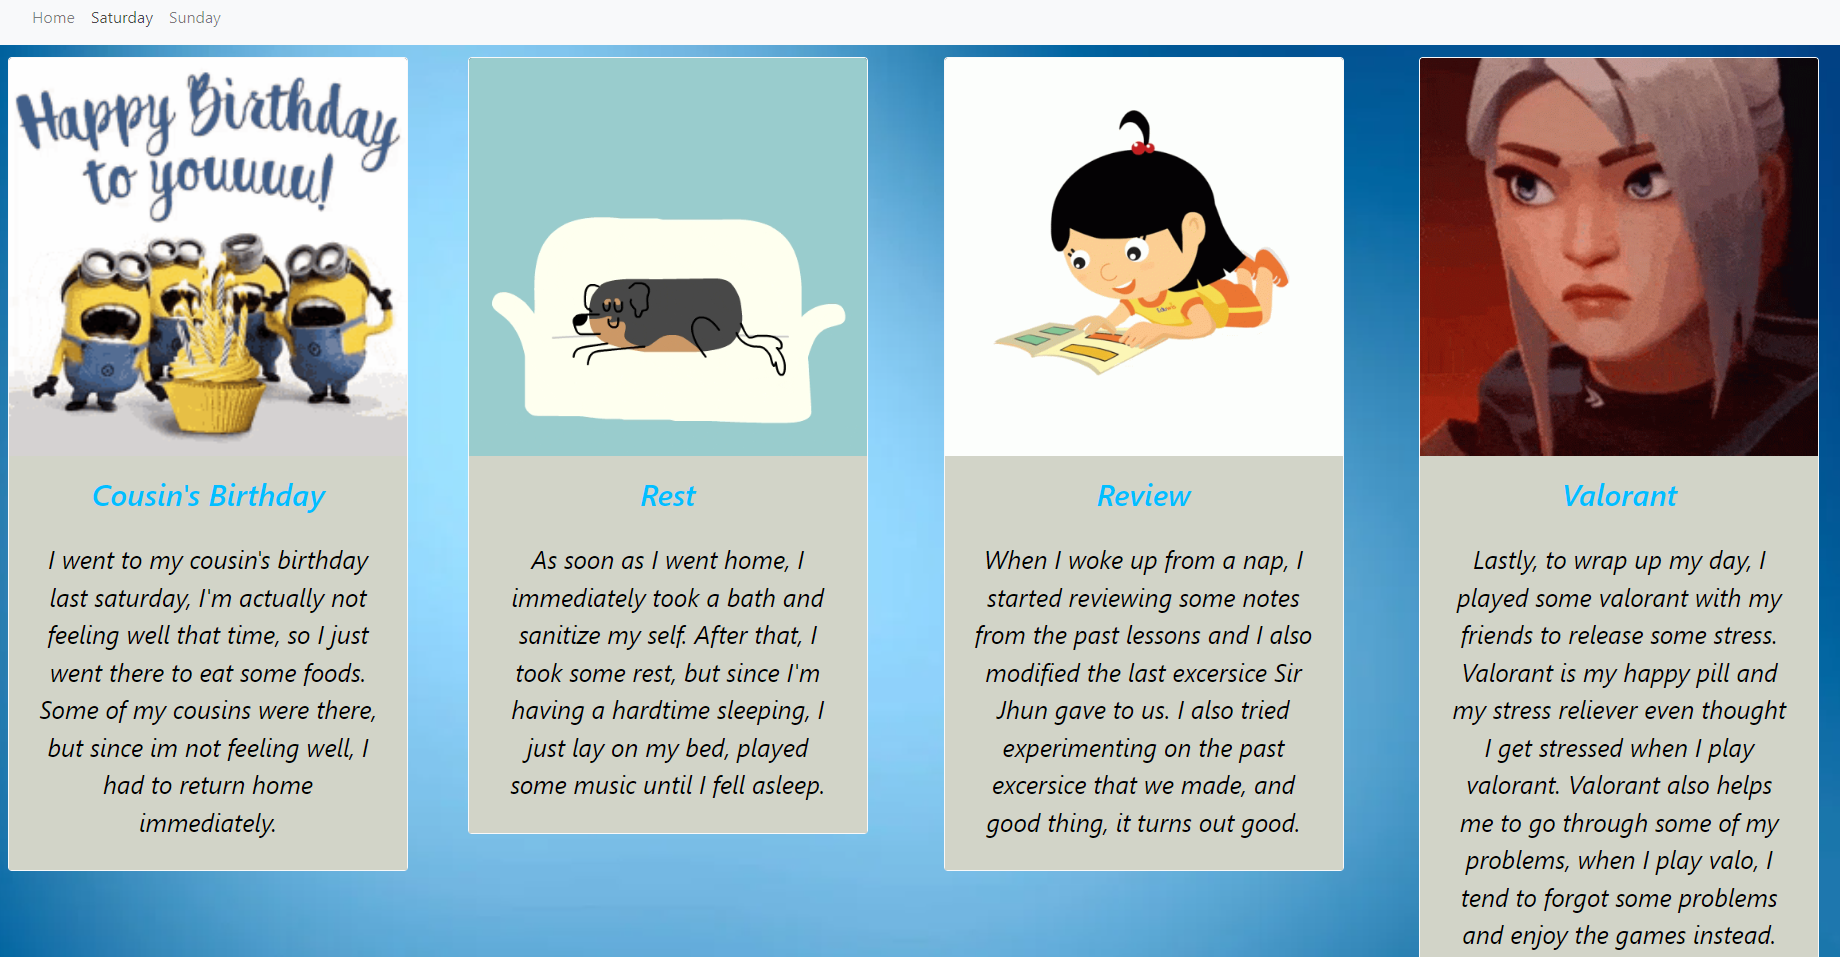 Home Saturday Sunday
Happy Birthday
to youuuu!
Cousin's Birthday
I went to my cousin's birthday
last saturday, I'm actually not
feeling well that time, so I just
went there to eat some foods.
Some of my cousins were there,
but since im not feeling well, I
had to return home
immediately.
Rest
As soon as I went home, I
immediately took a bath and
sanitize my self. After that, I
took some rest, but since I'm
having a hardtime sleeping, I
just lay on my bed, played
some music until I fell asleep.
Review
When I woke up from a nap, I
started reviewing some notes
from the past lessons and I also
modified the last excersice Sir
Jhun gave to us. I also tried
experimenting on the past
excersice that we made, and
good thing, it turns out good.
Valorant
Lastly, to wrap up my day, I
played some valorant with my
friends to release some stress.
Valorant is my happy pill and
my stress reliever even thought
I get stressed when I play
valorant. Valorant also helps
me to go through some of my
problems, when I play valo, I
tend to forgot some problems
and enjoy the games instead.